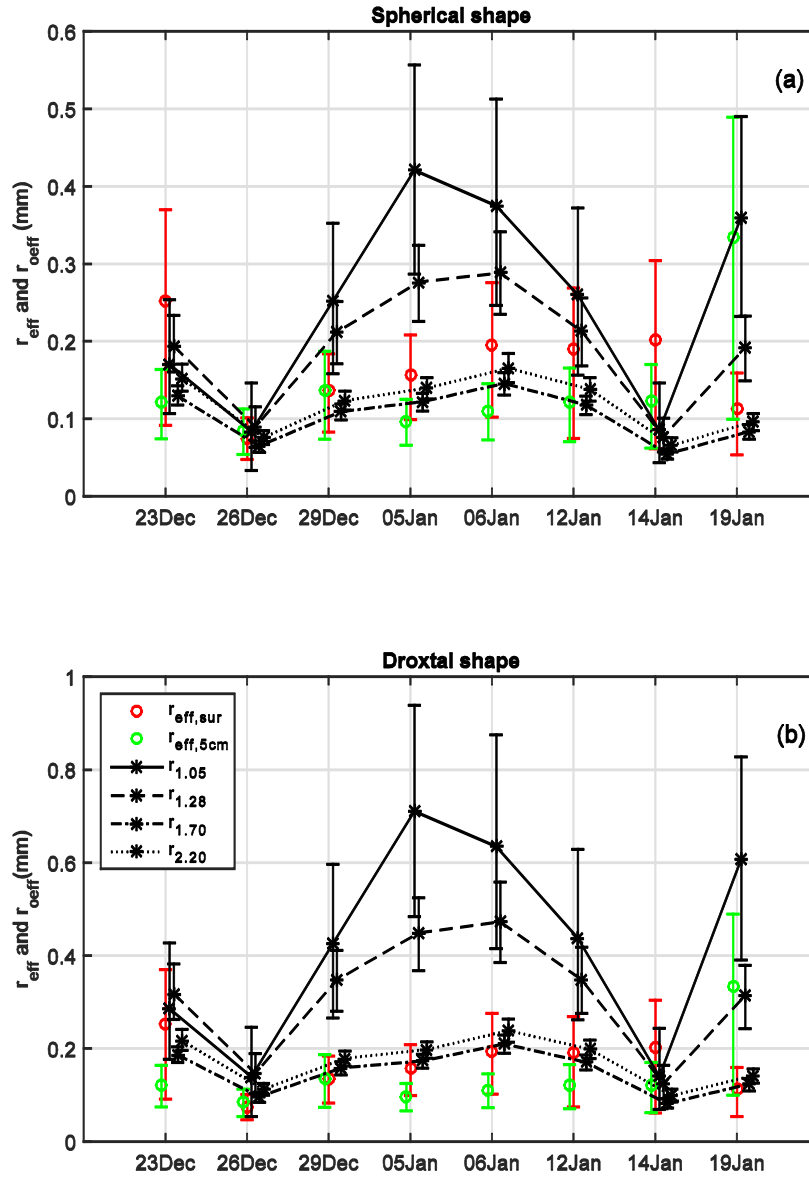 Spherical shape
(a)
r_eff and r_oeff (mm)
0.6
0.5
0.4
0.3
0.2
0.1
0
23Dec 26Dec 29Dec 05Jan 06Jan 12Jan 14Jan 19Jan
Droxtal shape
(b)
r_eff and r_oeff(mm)
1
0.8
0.6
0.4
0.2
0
r_eff,sur
r_eff,5cm
r_1.05
r_1.28
r_1.70
r_2.20
23Dec 26Dec 29Dec 05Jan 06Jan 12Jan 14Jan 19Jan